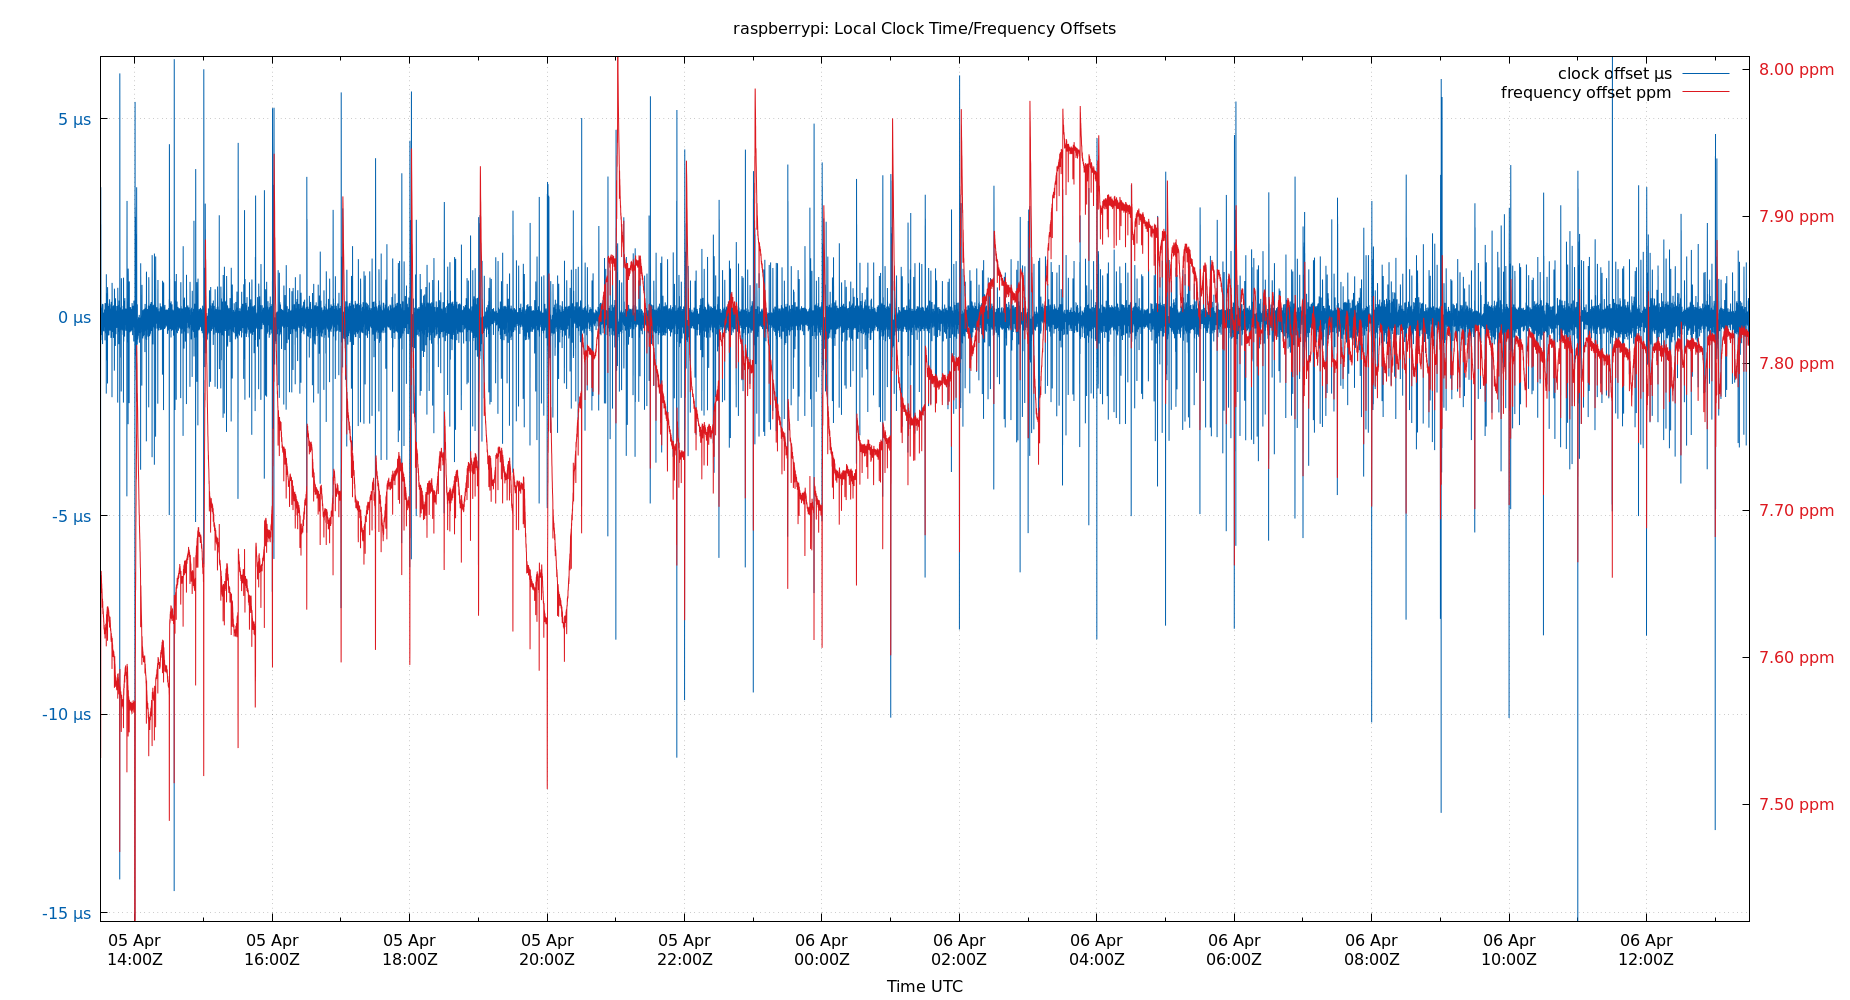 raspberrypi: Local Clock Time/Frequency Offsets
clock offset µs
frequency offset ppm
5 µs
0 µs
-5 µs
-10 µs
-15 µs
8.00 ppm
7.90 ppm
7.80 ppm
7.70 ppm
7.60 ppm
7.50 ppm
05 Apr
14:00Z
05 Apr
16:00Z
05 Apr
18:00Z
05 Apr
20:00Z
05 Apr
22:00Z
06 Apr
00:00Z
06 Apr
02:00Z
06 Apr
04:00Z
06 Apr
06:00Z
06 Apr
08:00Z
06 Apr
10:00Z
06 Apr
12:00Z
Time UTC